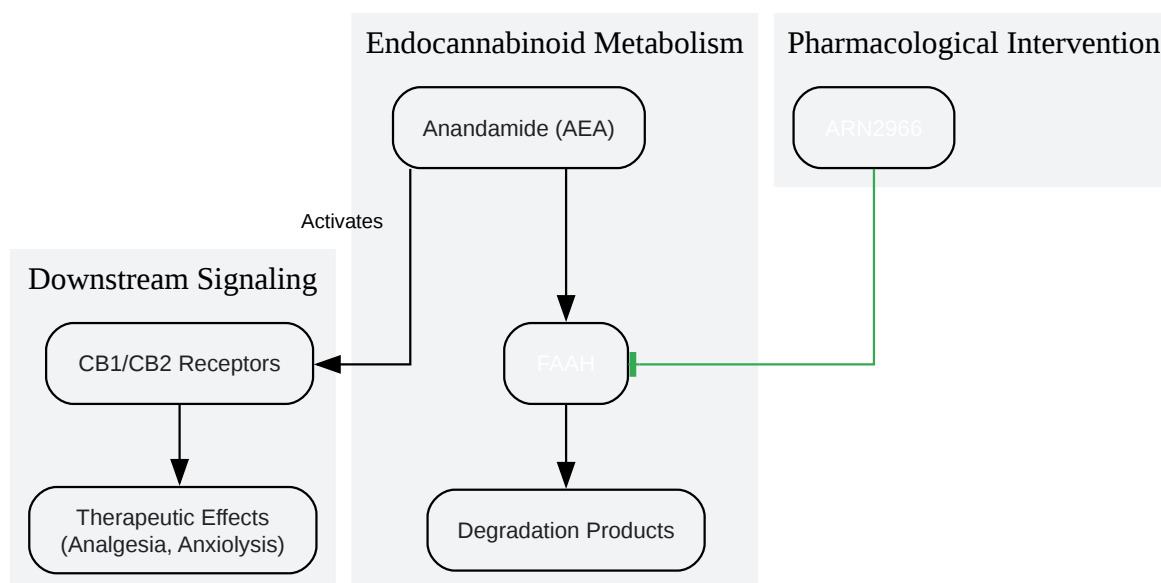 Endocannabinoid Metabolism
Pharmacological Intervention
Anandamide (AEA)
ARN2966
Activates
Downstream Signaling
CB1/CB2 Receptors
FAAH
Therapeutic Effects
(Analgesia, Anxiolysis)
Degradation Products